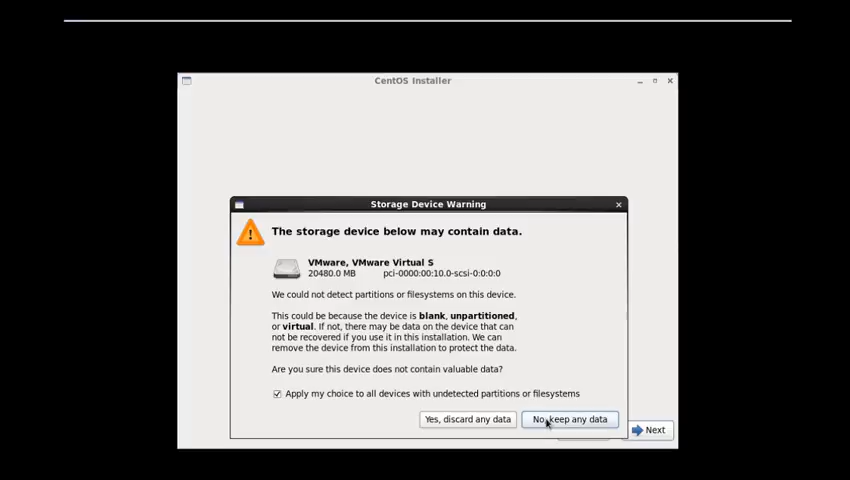 CentOS Installer
Storage Device Warning
The storage device below may contain data.
VMware, VMware Virtual S
20480.0 MB pci-0000:00:10.0-scsi-0:0:0:0
We could not detect partitions or filesystems on this device.
This could be because the device is blank, unpartitioned,
or virtual. If not, there may be data on the device that can
not be recovered if you use it in this installation. We can
remove the device from this installation to protect the data.
Are you sure this device does not contain valuable data?
Apply my choice to all devices with undetected partitions or filesystems
Yes, discard any data
No, keep any data
Next